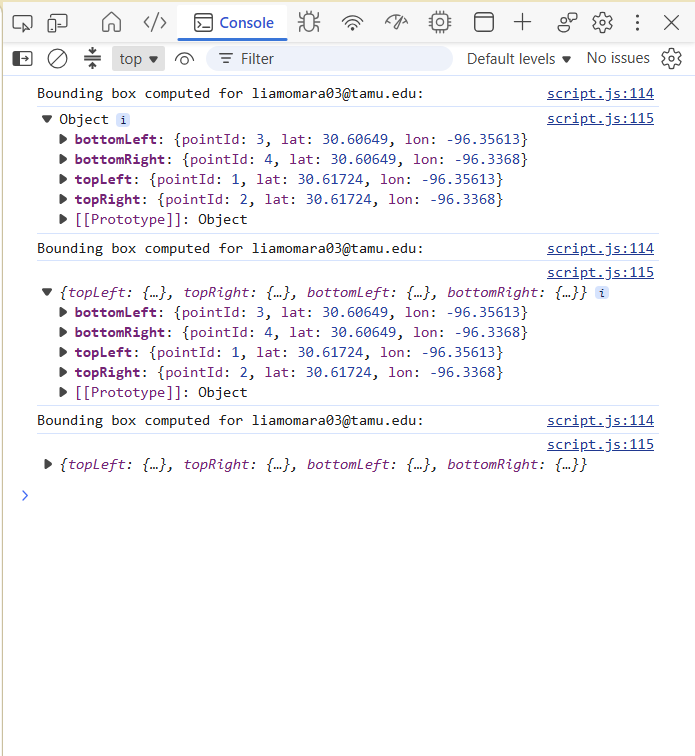 Console
top ▼ Filter Default levels ▼ No issues
Bounding box computed for liamomara03@tamu.edu: script.js:114
▼ Object i script.js:115
▶ bottomLeft: {pointId: 3, lat: 30.60649, lon: -96.35613}
▶ bottomRight: {pointId: 4, lat: 30.60649, lon: -96.3368}
▶ topLeft: {pointId: 1, lat: 30.61724, lon: -96.35613}
▶ topRight: {pointId: 2, lat: 30.61724, lon: -96.3368}
▶ [[Prototype]]: Object
Bounding box computed for liamomara03@tamu.edu: script.js:114
script.js:115
▼ {topLeft: {…}, topRight: {…}, bottomLeft: {…}, bottomRight: {…}} i
▶ bottomLeft: {pointId: 3, lat: 30.60649, lon: -96.35613}
▶ bottomRight: {pointId: 4, lat: 30.60649, lon: -96.3368}
▶ topLeft: {pointId: 1, lat: 30.61724, lon: -96.35613}
▶ topRight: {pointId: 2, lat: 30.61724, lon: -96.3368}
▶ [[Prototype]]: Object
Bounding box computed for liamomara03@tamu.edu: script.js:114
script.js:115
▶ {topLeft: {…}, topRight: {…}, bottomLeft: {…}, bottomRight: {…}}